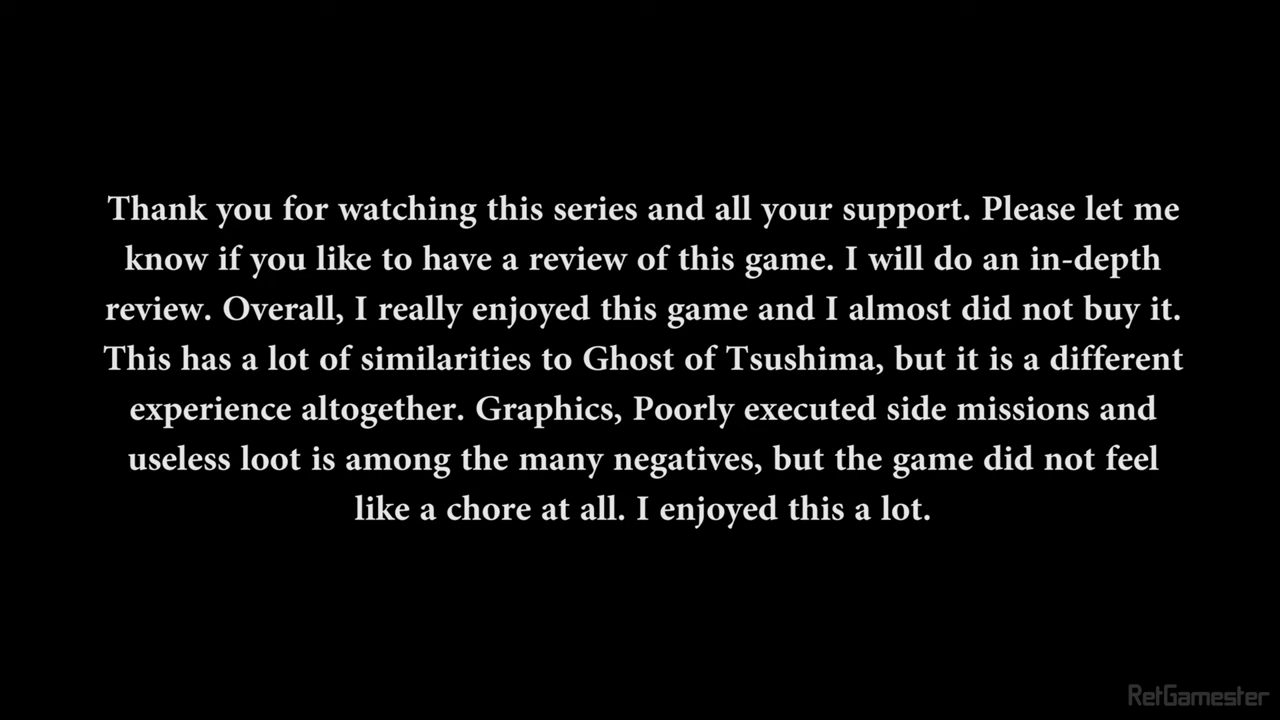 Thank you for watching this series and all your support. Please let me
know if you like to have a review of this game. I will do an in-depth
review. Overall, I really enjoyed this game and I almost did not buy it.
This has a lot of similarities to Ghost of Tsushima, but it is a different
experience altogether. Graphics, Poorly executed side missions and
useless loot is among the many negatives, but the game did not feel
like a chore at all. I enjoyed this a lot.
RetGamester